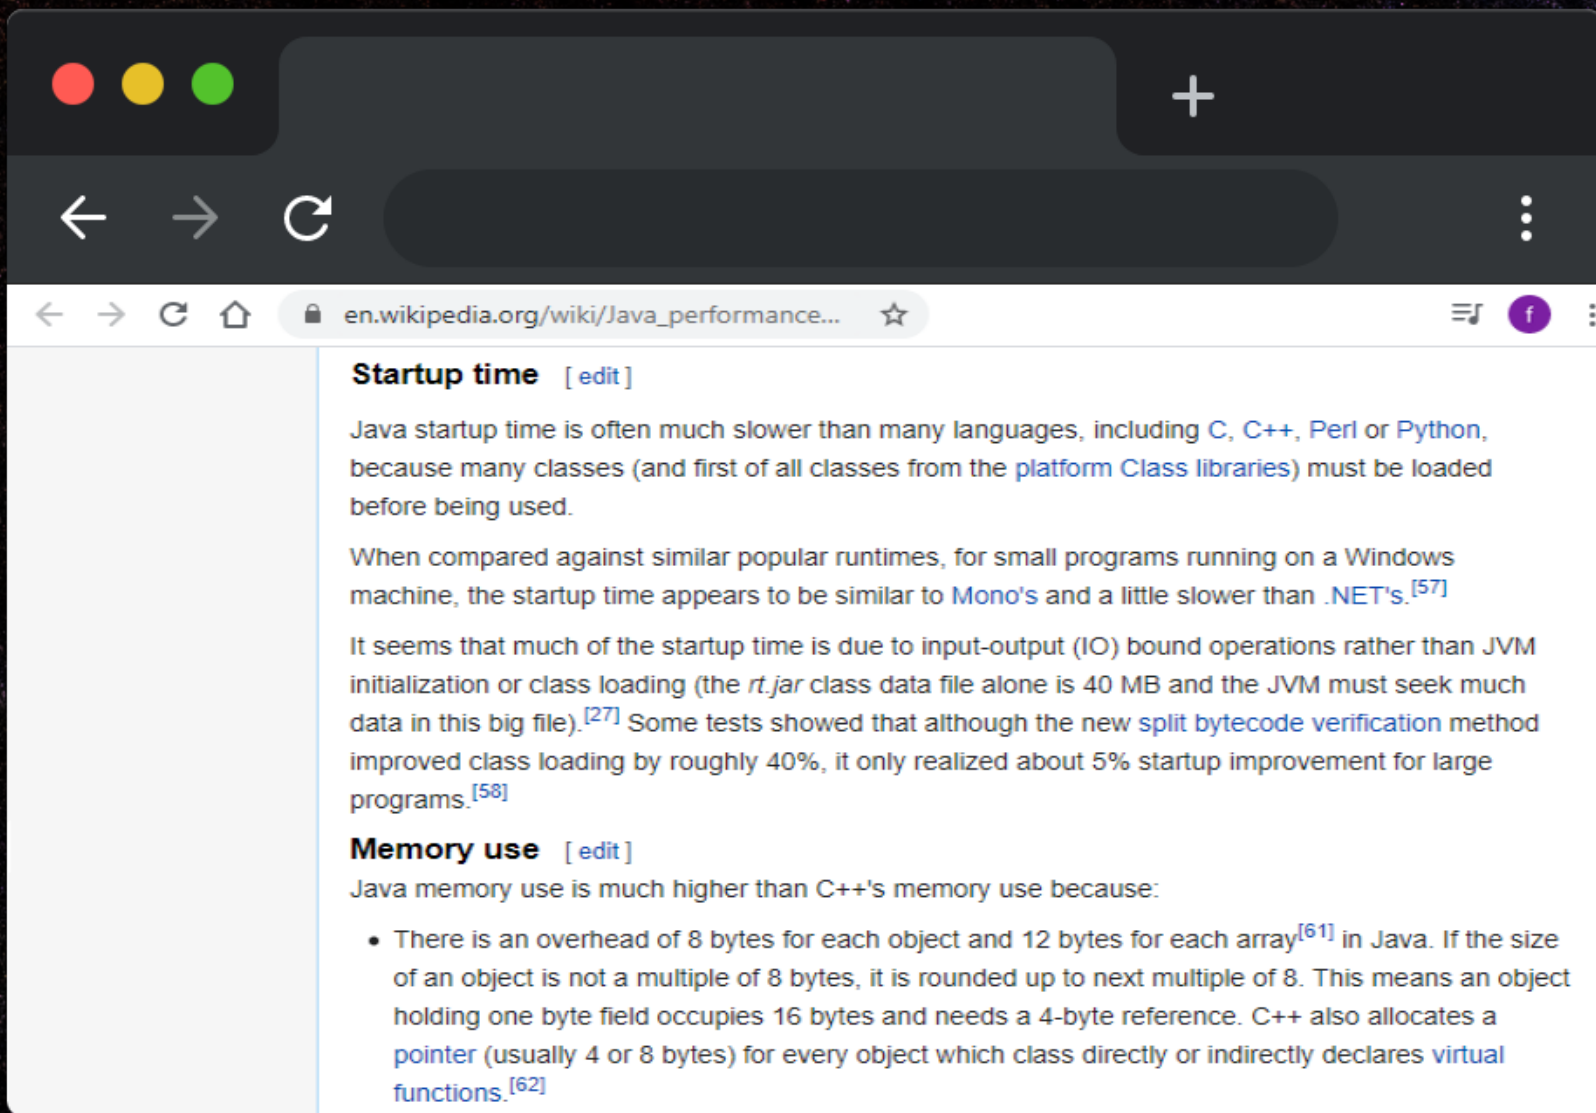 en.wikipedia.org/wiki/Java_performance...
f
Startup time [ edit ]
Java startup time is often much slower than many languages, including C, C++, Perl or Python,
because many classes (and first of all classes from the platform Class libraries) must be loaded
before being used.
When compared against similar popular runtimes, for small programs running on a Windows
machine, the startup time appears to be similar to Mono's and a little slower than .NET's.[57]
It seems that much of the startup time is due to input-output (IO) bound operations rather than JVM
initialization or class loading (the rt.jar class data file alone is 40 MB and the JVM must seek much
data in this big file).[27] Some tests showed that although the new split bytecode verification method
improved class loading by roughly 40%, it only realized about 5% startup improvement for large
programs.[58]
Memory use [ edit ]
Java memory use is much higher than C++'s memory use because:
• There is an overhead of 8 bytes for each object and 12 bytes for each array[61] in Java. If the size
of an object is not a multiple of 8 bytes, it is rounded up to next multiple of 8. This means an object
holding one byte field occupies 16 bytes and needs a 4-byte reference. C++ also allocates a
pointer (usually 4 or 8 bytes) for every object which class directly or indirectly declares virtual
functions.[62]